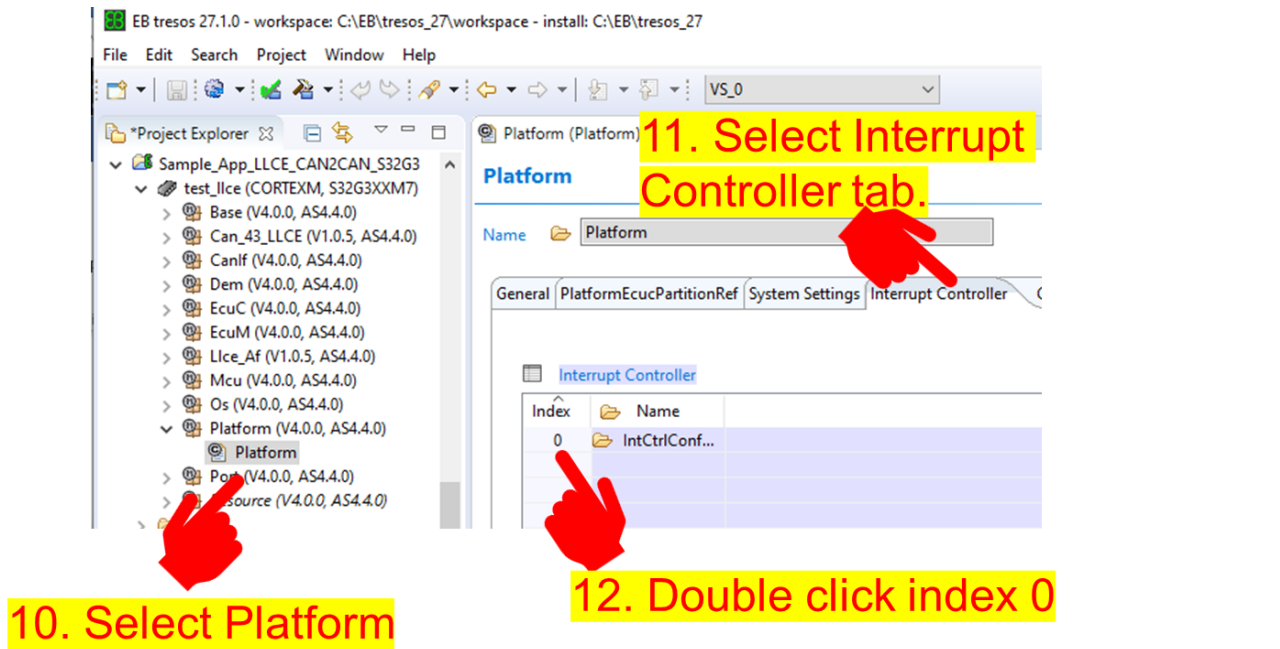 EB tresos 27.1.0 - workspace: C:\EB\tresos_27\workspace - install: C:\EB\tresos_27
File Edit Search Project Window Help
VS_0
*Project Explorer
Platform (Platform)
11. Select Interrupt
Controller tab.
Sample_App_LLCE_CAN2CAN_S32G3
test_llce (CORTEXM, S32G3XXM7)
Base (V4.0.0, AS4.4.0)
Can_43_LLCE (V1.0.5, AS4.4.0)
CanIf (V4.0.0, AS4.4.0)
Dem (V4.0.0, AS4.4.0)
EcuC (V4.0.0, AS4.4.0)
EcuM (V4.0.0, AS4.4.0)
Llce_Af (V1.0.5, AS4.4.0)
Mcu (V4.0.0, AS4.4.0)
Os (V4.0.0, AS4.4.0)
Platform (V4.0.0, AS4.4.0)
Platform
Port (V4.0.0, AS4.4.0)
(V4.0.0, AS4.4.0)
Platform
Name Platform
General PlatformEcucPartitionRef System Settings Interrupt Controller
Interrupt Controller
Index Name
0 IntCtrlConf...
12. Double click index 0
10. Select Platform